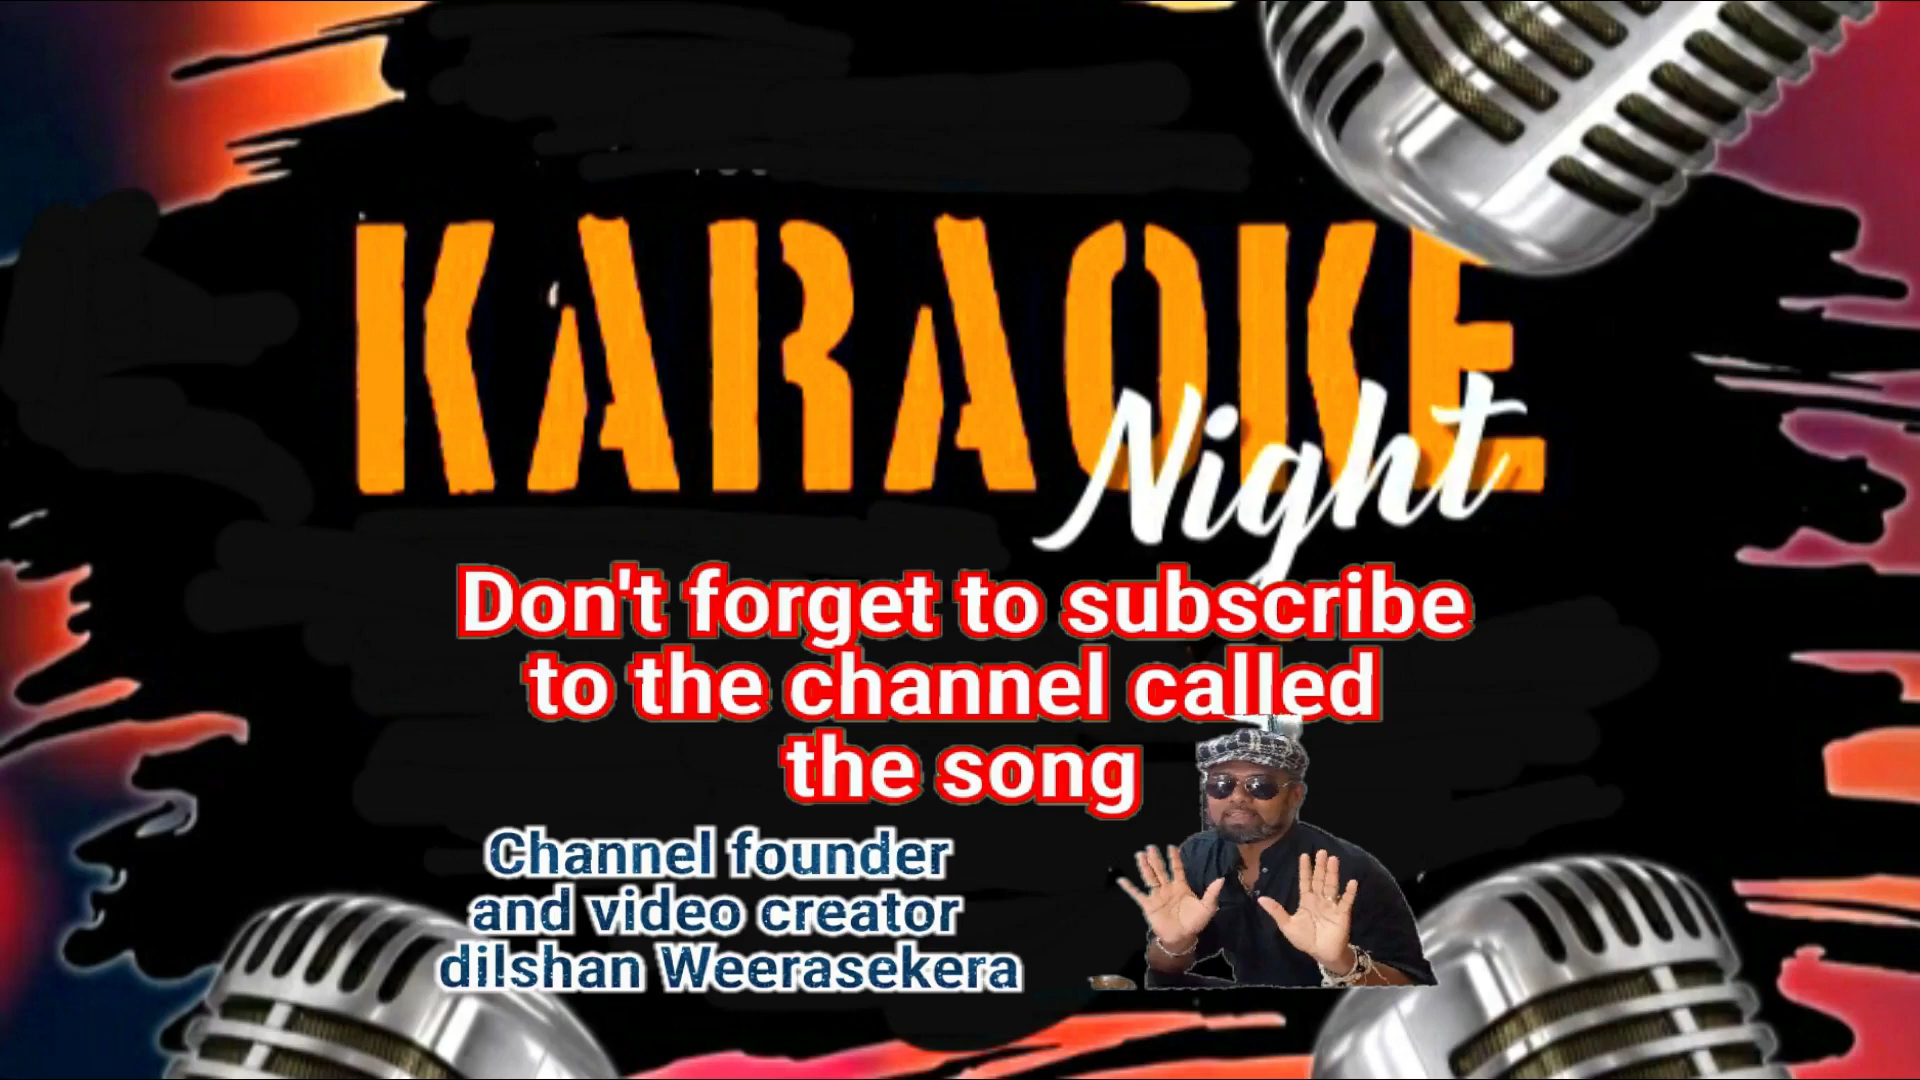 KARAOKE
Night
Don't forget to subscribe
to the channel called
the song
Channel founder
and video creator
dilshan Weerasekera